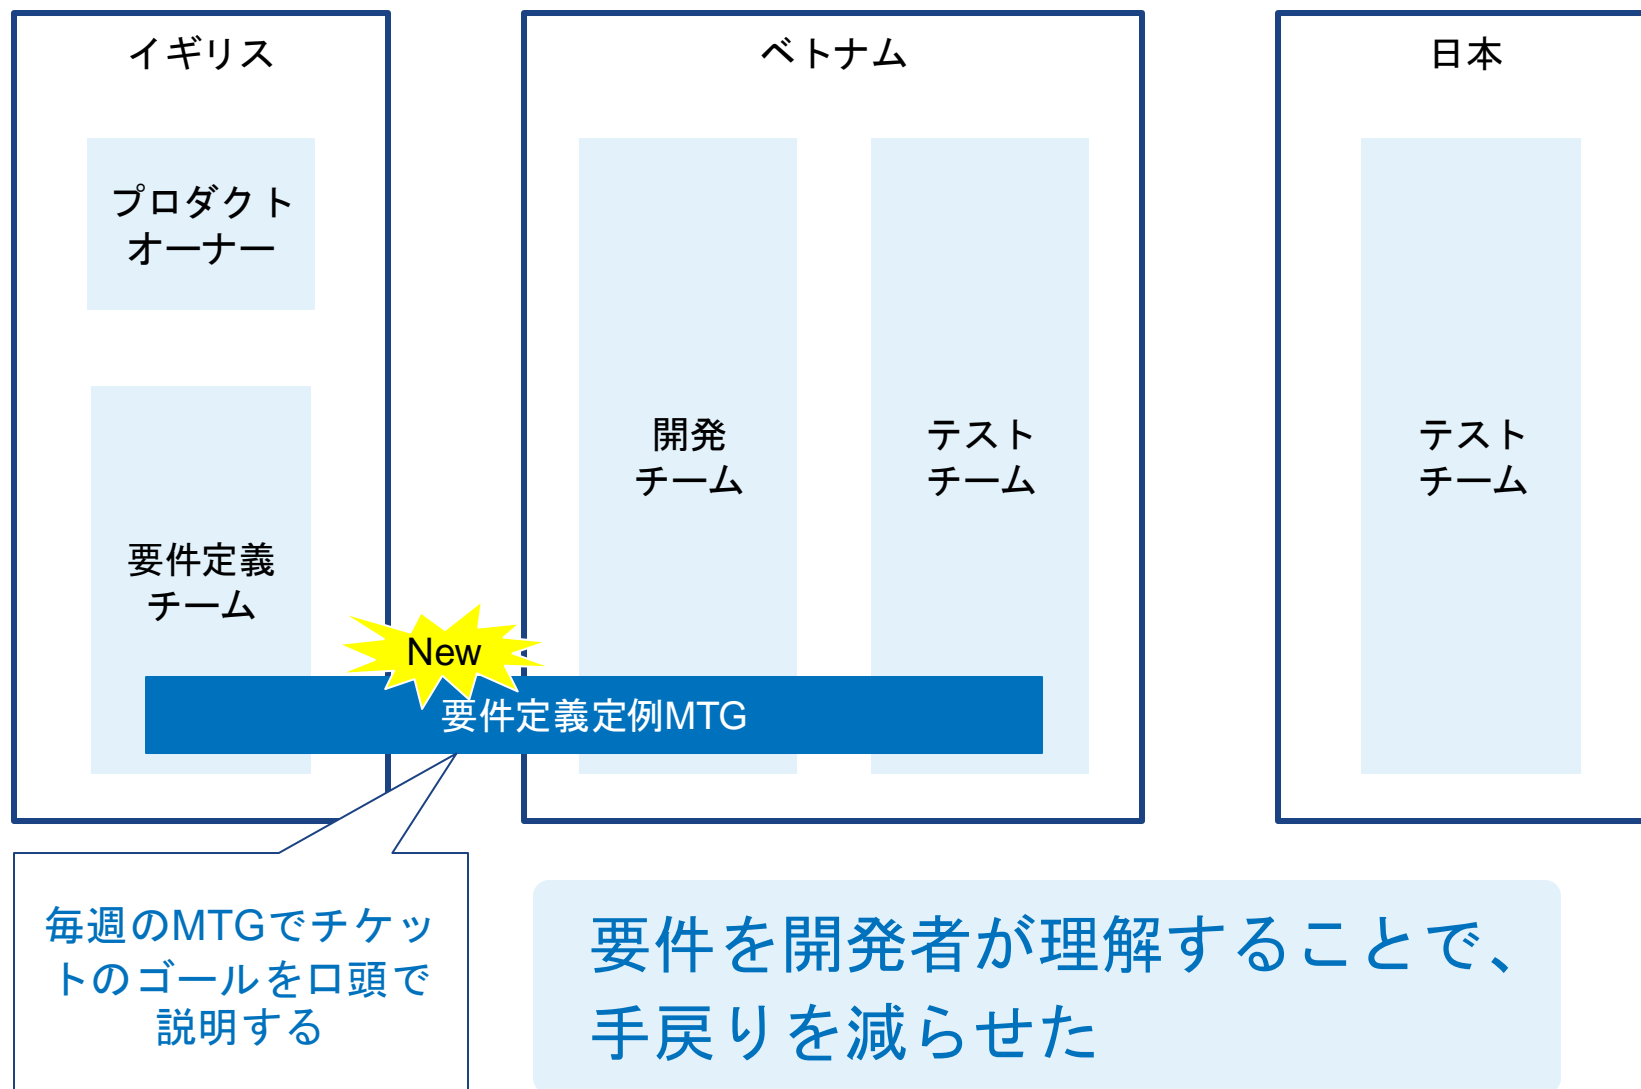 イギリス
ベトナム
日本
プロダクト
オーナー
要件定義
チーム
開発
チーム
テスト
チーム
テスト
チーム
New
要件定義定例MTG
毎週のMTGでチケッ
トのゴールを口頭で
説明する
要件を開発者が理解することで、
手戻りを減らせた